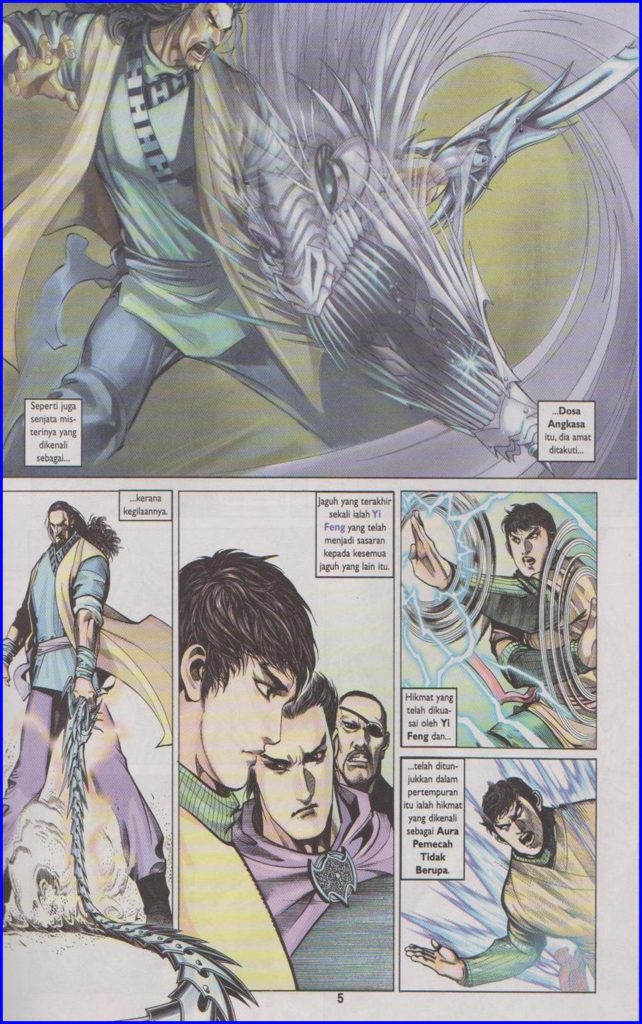 Seperti juga
senjata mis-
terinya yang
dikenali
sebagai...
...Dosa
Angkasa
itu, dia amat
ditakuti...
...kerana
kegilaannya.
Jaguh yang terakhir
sekali ialah Yi
Feng yang telah
menjadi sasaran
kepada kesemua
jaguh yang lain itu.
Hikmat yang
telah dikua-
sai oleh Yi
Feng dan...
...telah ditun-
jukkan dalam
pertempuran
itu ialah hikmat
yang dikenali
sebagai Aura
Pemecah
Tidak
Berupa.
5